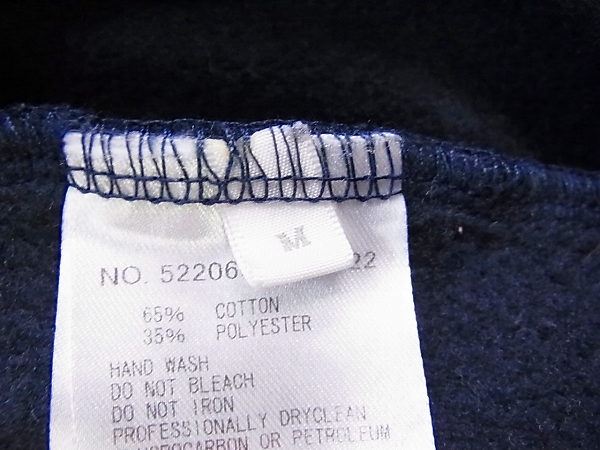 M
NO. 52206 22
65% COTTON
35% POLYESTER
HAND WASH
DO NOT BLEACH
DO NOT IRON
PROFESSIONALLY DRYCLEAN
OR PETROLEUM